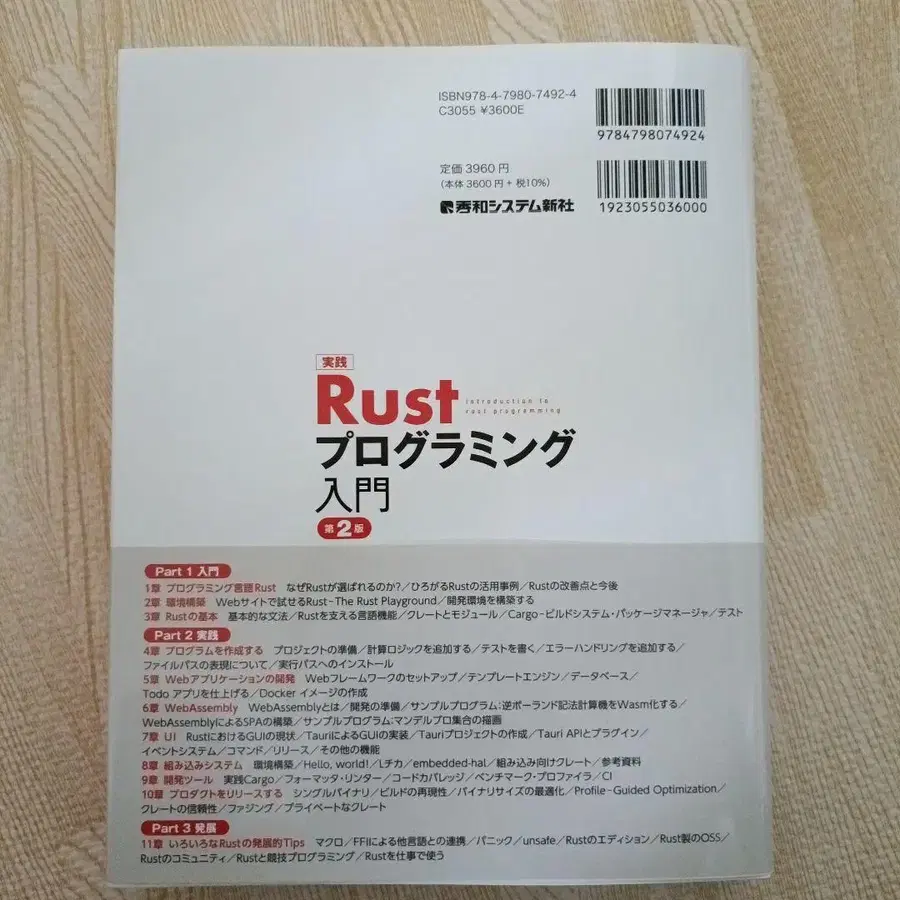 ISBN978-4-7980-7492-4
C3055 ¥3600E
9784798074924
定価 3960 円
(本体 3600 円 + 税10%)
秀和システム新社
1923055036000
実践
Rust
introduction to
rust programming
プログラミング
入門
第2版
Part 1 入門
1章 プログラミング言語Rust なぜRustが選ばれるのか?/ひろがるRustの活用事例/Rustの改善点と今後
2章 環境構築 Webサイトで試せるRust-The Rust Playground/開発環境を構築する
3章 Rustの基本 基本的な文法/Rustを支える言語機能/クレートとモジュール/Cargo-ビルドシステム・パッケージマネージャ/テスト
Part 2 実践
4章 プログラムを作成する プロジェクトの準備/計算ロジックを追加する/テストを書く/エラーハンドリングを追加する/
ファイルパスの表現について/実行パスへのインストール
5章 Webアプリケーションの開発 Webフレームワークのセットアップ/テンプレートエンジン/データベース/
Todo アプリを仕上げる/Docker イメージの作成
6章 WebAssembly WebAssemblyとは/開発の準備/サンプルプログラム:逆ポーランド記法計算機をWasm化する/
WebAssemblyによるSPAの構築/サンプルプログラム:マンデルブロ集合の描画
7章 UI RustにおけるGUIの現状/TauriによるGUIの実装/Tauriプロジェクトの作成/Tauri APIとプラグイン/
イベントシステム/コマンド/リリース/その他の機能
8章 組み込みシステム 環境構築/Hello, world!/Lチカ/embedded-hal/組み込み向けクレート/参考資料
9章 開発ツール 実践Cargo/フォーマッタ・リンター/コードカバレッジ/ベンチマーク・プロファイラ/CI
10章 プロダクトをリリースする シングルバイナリ/ビルドの再現性/バイナリサイズの最適化/Profile-Guided Optimization/
クレートの信頼性/ファジング/プライベートなクレート
Part 3 発展
11章 いろいろなRustの発展的Tips マクロ/FFIによる他言語との連携/パニック/unsafe/Rustのエディション/Rust製のOSS/
Rustのコミュニティ/Rustと競技プログラミング/Rustを仕事で使う